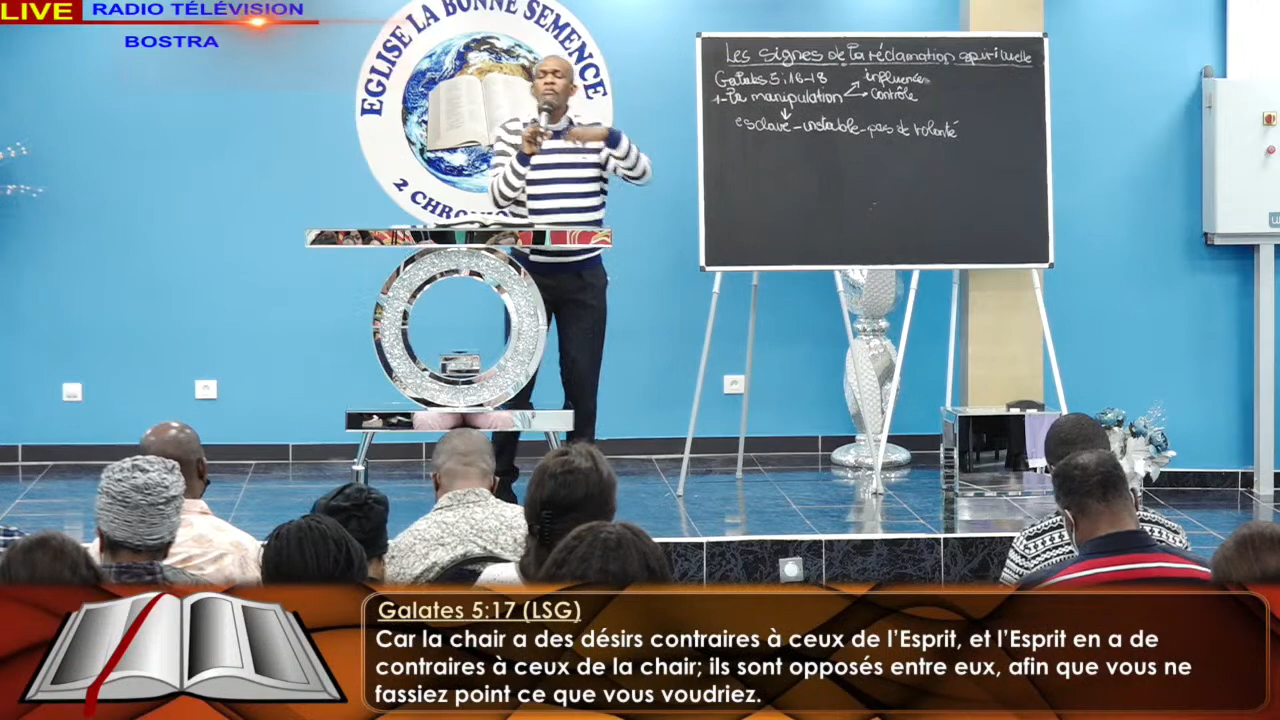 LIVE RADIO TÉLÉVISION
BOSTRA
EGLISE LA BONNE SEMENCE
2 CHRO
Les signes de la réclamation spirituelle
Galates 5:16-18
influence
1- La manipulation
Contrôle
esclave - instable - pas de volonté
Galates 5:17 (LSG)
Car la chair a des désirs contraires à ceux de l’Esprit, et l’Esprit en a de
contraires à ceux de la chair; ils sont opposés entre eux, afin que vous ne
fassiez point ce que vous voudriez.